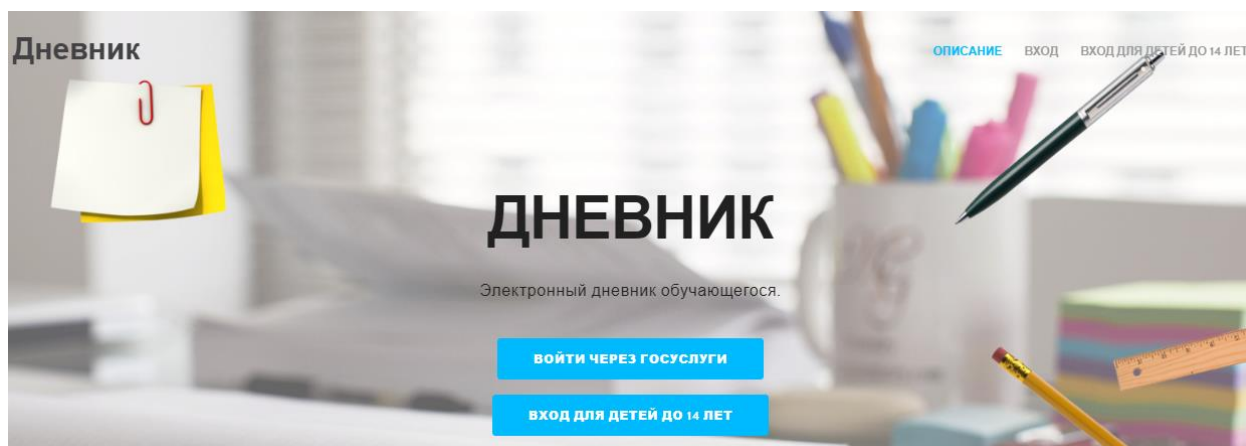 Дневник
ОПИСАНИЕ ВХОД ВХОД ДЛЯ ДЕТЕЙ ДО 14 ЛЕТ
ДНЕВНИК
Электронный дневник обучающегося.
ВОЙТИ ЧЕРЕЗ ГОСУСЛУГИ
ВХОД ДЛЯ ДЕТЕЙ ДО 14 ЛЕТ